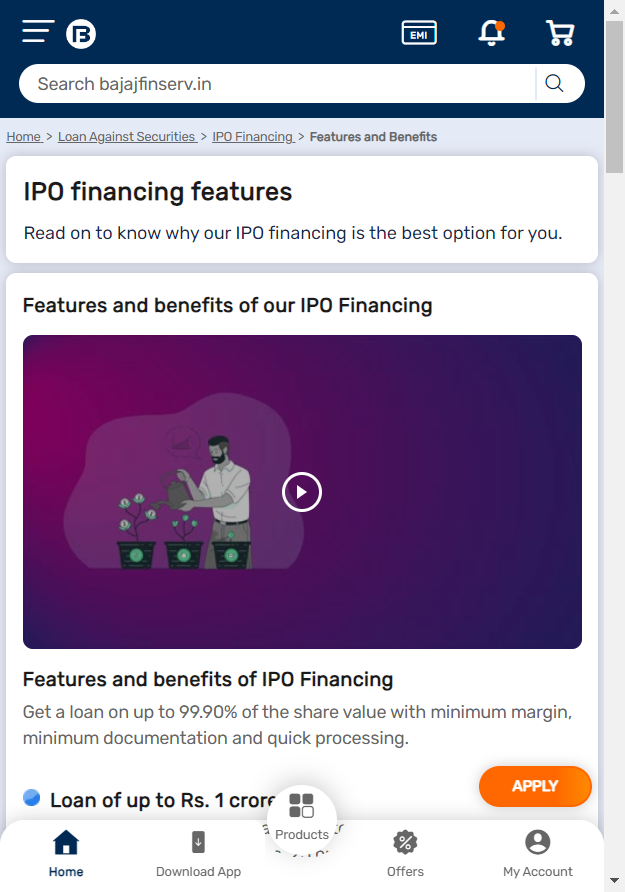 EMI
Search bajajfinserv.in
Home > Loan Against Securities > IPO Financing > Features and Benefits
IPO financing features
Read on to know why our IPO financing is the best option for you.
Features and benefits of our IPO Financing
Features and benefits of IPO Financing
Get a loan on up to 99.90% of the share value with minimum margin,
minimum documentation and quick processing.
APPLY
Loan of up to Rs. 1 crore
Products
Home
Download App
Offers
My Account